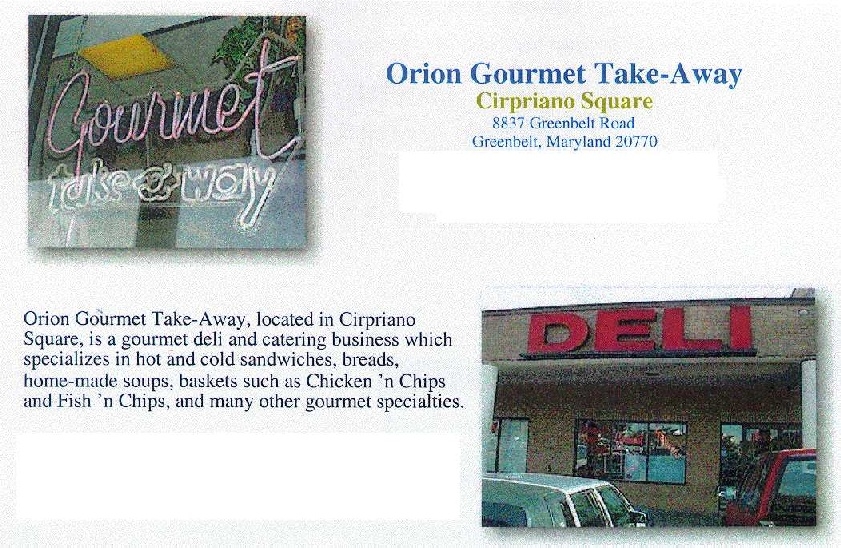 Gourmet
take-away
Orion Gourmet Take-Away
Cirpriano Square
8837 Greenbelt Road
Greenbelt, Maryland 20770
Orion Gourmet Take-Away, located in Cirpriano
Square, is a gourmet deli and catering business which
specializes in hot and cold sandwiches, breads,
home-made soups, baskets such as Chicken 'n Chips
and Fish 'n Chips, and many other gourmet specialties.
DELI